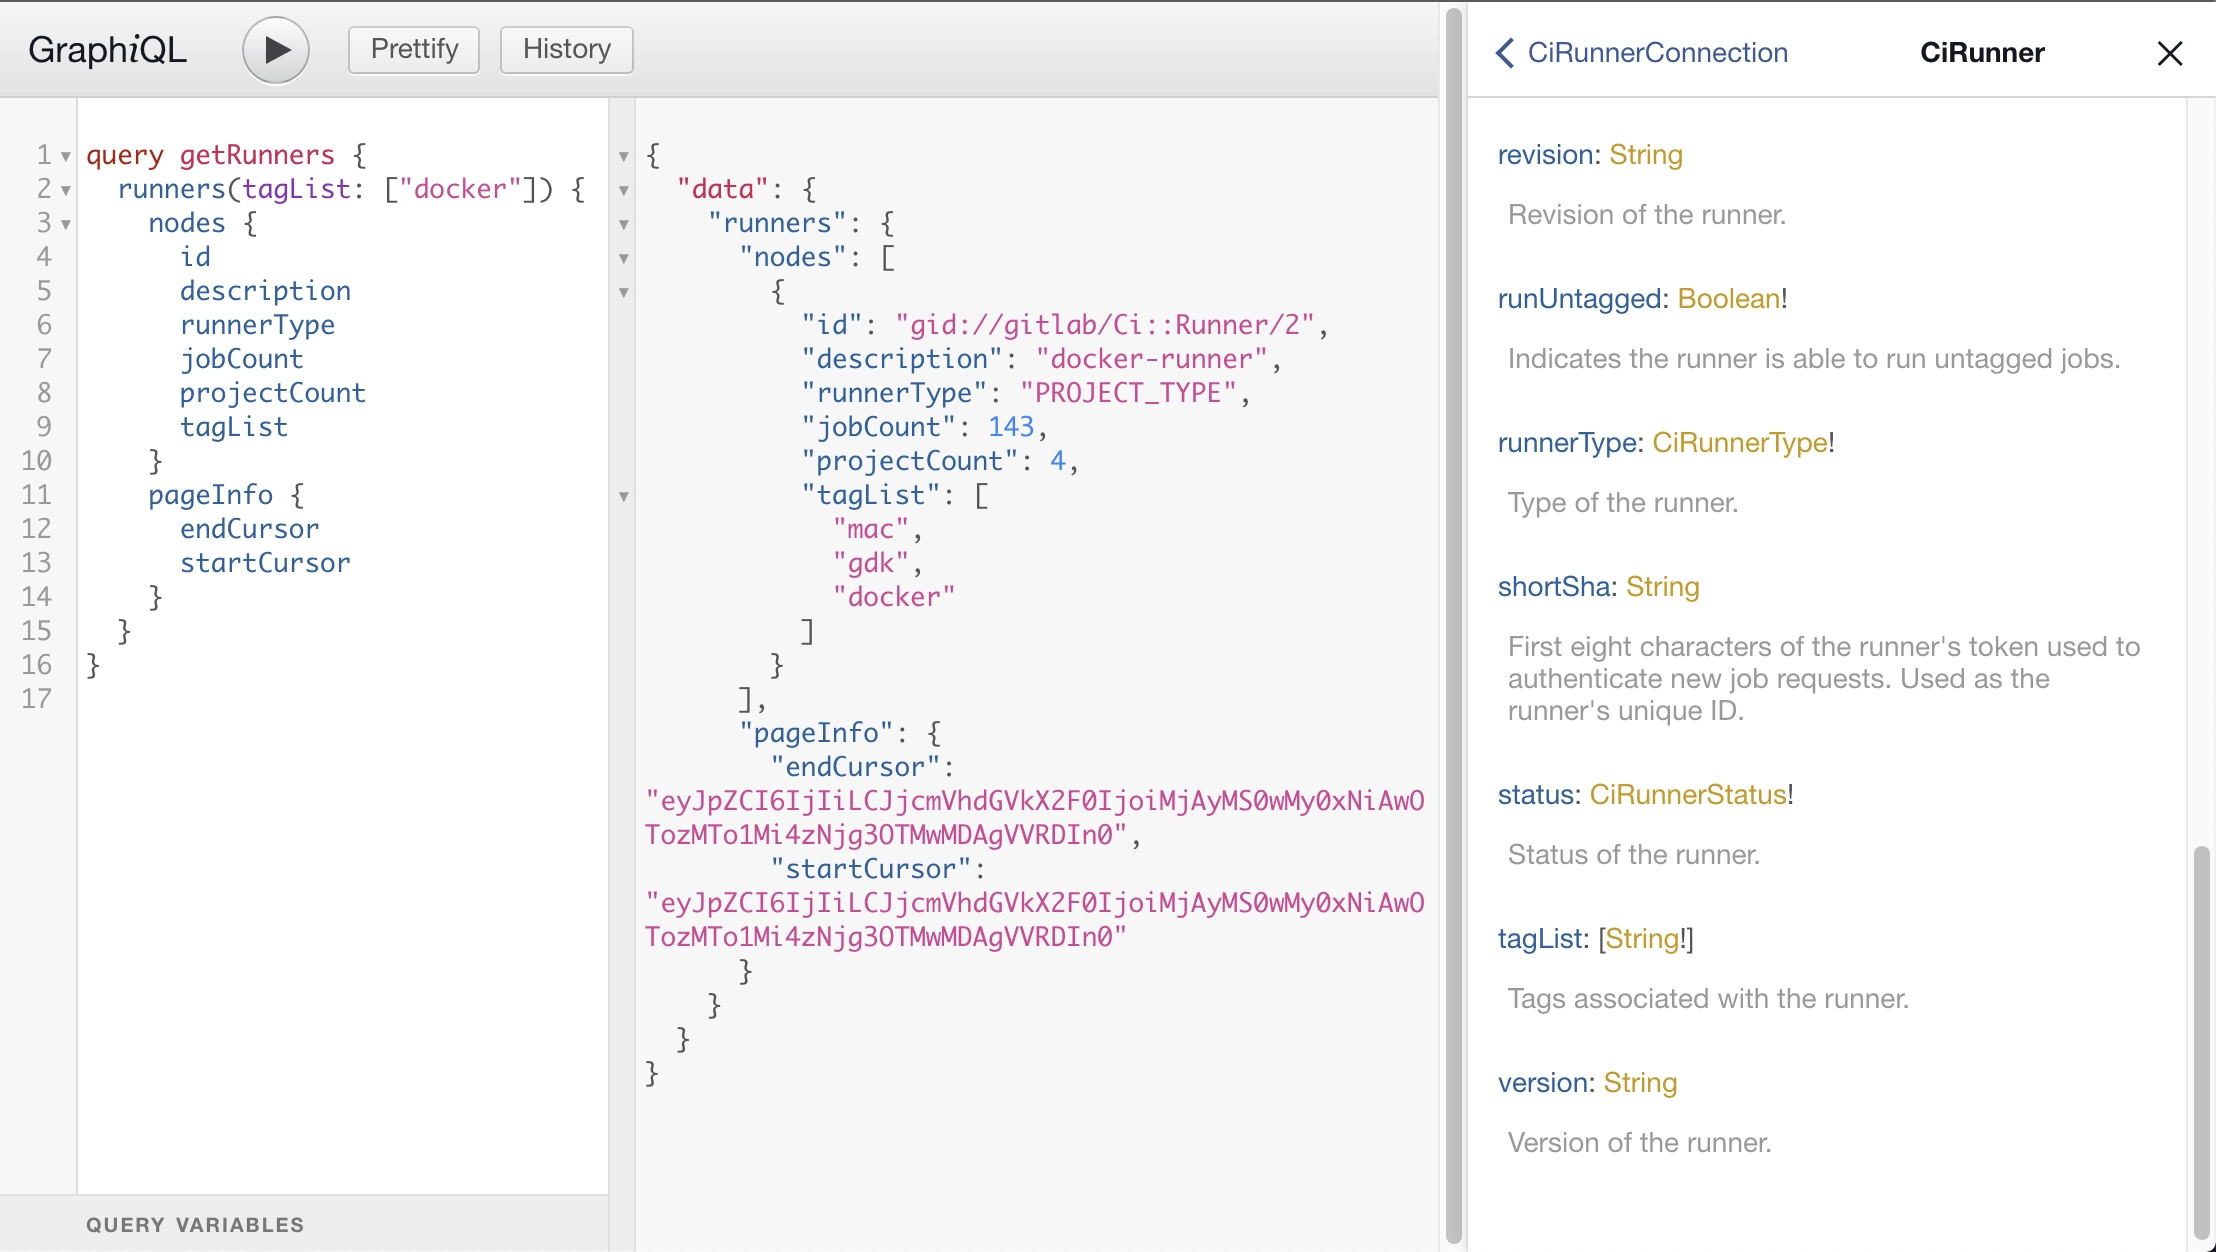 GraphiQL
Prettify
History
1 query getRunners {
2   runners(tagList: ["docker"]) {
3     nodes {
4       id
5       description
6       runnerType
7       jobCount
8       projectCount
9       tagList
10     }
11     pageInfo {
12       endCursor
13       startCursor
14     }
15   }
16 }
17
QUERY VARIABLES
{
  "data": {
    "runners": {
      "nodes": [
        {
          "id": "gid://gitlab/Ci::Runner/2",
          "description": "docker-runner",
          "runnerType": "PROJECT_TYPE",
          "jobCount": 143,
          "projectCount": 4,
          "tagList": [
            "mac",
            "gdk",
            "docker"
          ]
        }
      ],
      "pageInfo": {
        "endCursor":
"eyJpZCI6IjIiLCJjcmVhdGVkX2F0IjoiMjAyMS0wMy0xNiAwO
TozMTo1Mi4zNjg3OTMwMDAgVVRDIn0",
        "startCursor":
"eyJpZCI6IjIiLCJjcmVhdGVkX2F0IjoiMjAyMS0wMy0xNiAwO
TozMTo1Mi4zNjg3OTMwMDAgVVRDIn0"
      }
    }
  }
}
CiRunnerConnection
CiRunner
revision: String
Revision of the runner.
runUntagged: Boolean!
Indicates the runner is able to run untagged jobs.
runnerType: CiRunnerType!
Type of the runner.
shortSha: String
First eight characters of the runner's token used to
authenticate new job requests. Used as the
runner's unique ID.
status: CiRunnerStatus!
Status of the runner.
tagList: [String!]
Tags associated with the runner.
version: String
Version of the runner.